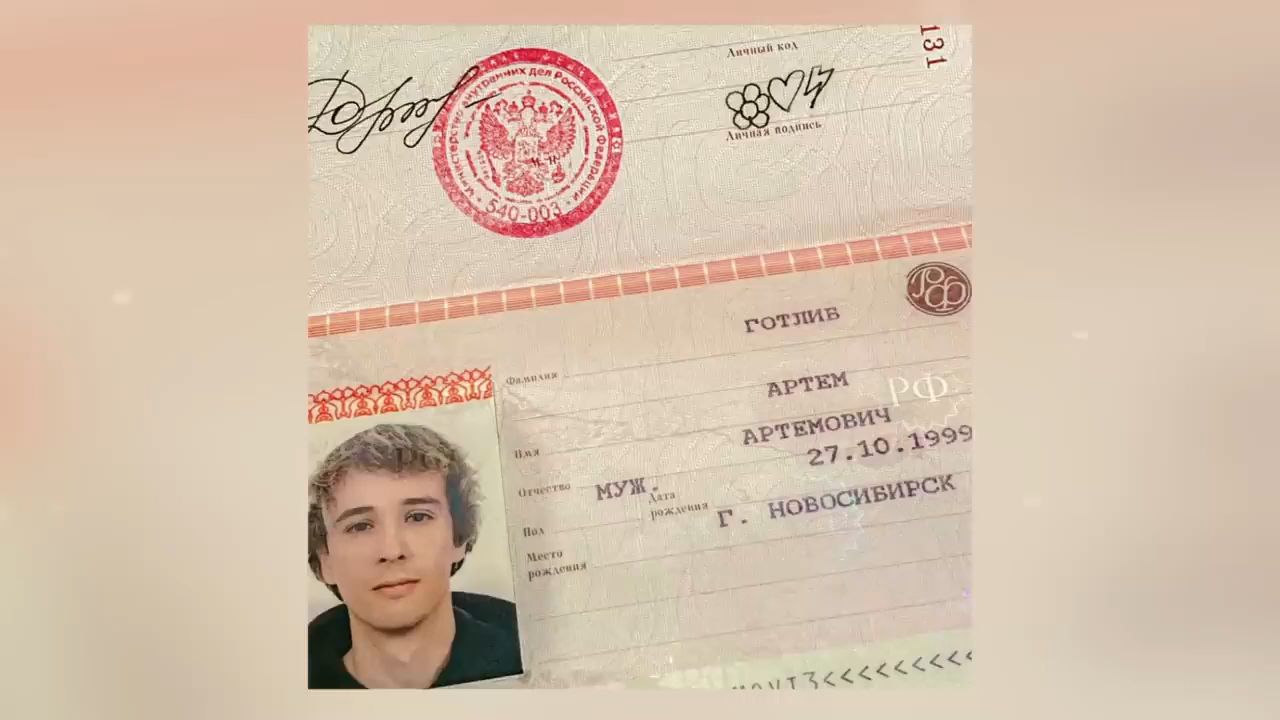 131
Личный код
Личная подпись
Министерство внутренних дел Российской Федерации
540-003
РФ
ГОТЛИБ
Фамилия
АРТЕМ
РФ
Имя
АРТЕМОВИЧ
Отчество
27.10.1999
МУЖ.
Пол
Дата рождения
Г. НОВОСИБИРСК
Место
рождения